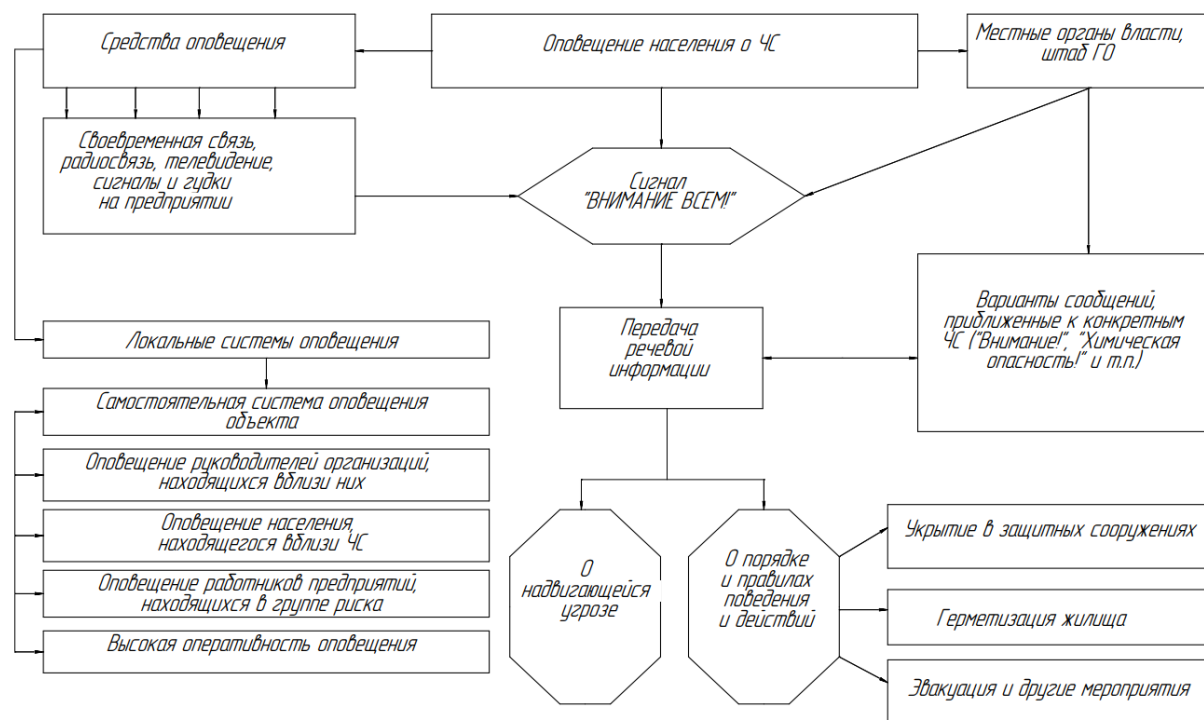 Средства оповещения
Оповещение населения о ЧС
Местные органы власти,
штаб ГО
Своевременная связь,
радиосвязь, телевидение,
сигналы и гудки
на предприятии
Сигнал
"ВНИМАНИЕ ВСЕМ!"
Варианты сообщений,
приближенные к конкретным
ЧС ("Внимание!", "Химическая
опасность!" и т.п.)
Передача
речевой
информации
Локальные системы оповещения
Самостоятельная система оповещения
объекта
Оповещение руководителей организаций,
находящихся вблизи них
Оповещение населения,
находящегося вблизи ЧС
Оповещение работников предприятий,
находящихся в группе риска
Высокая оперативность оповещения
О
надвигающейся
угрозе
О порядке
и правилах
поведения
и действий
Укрытие в защитных сооружениях
Герметизация жилища
Эвакуация и другие мероприятия